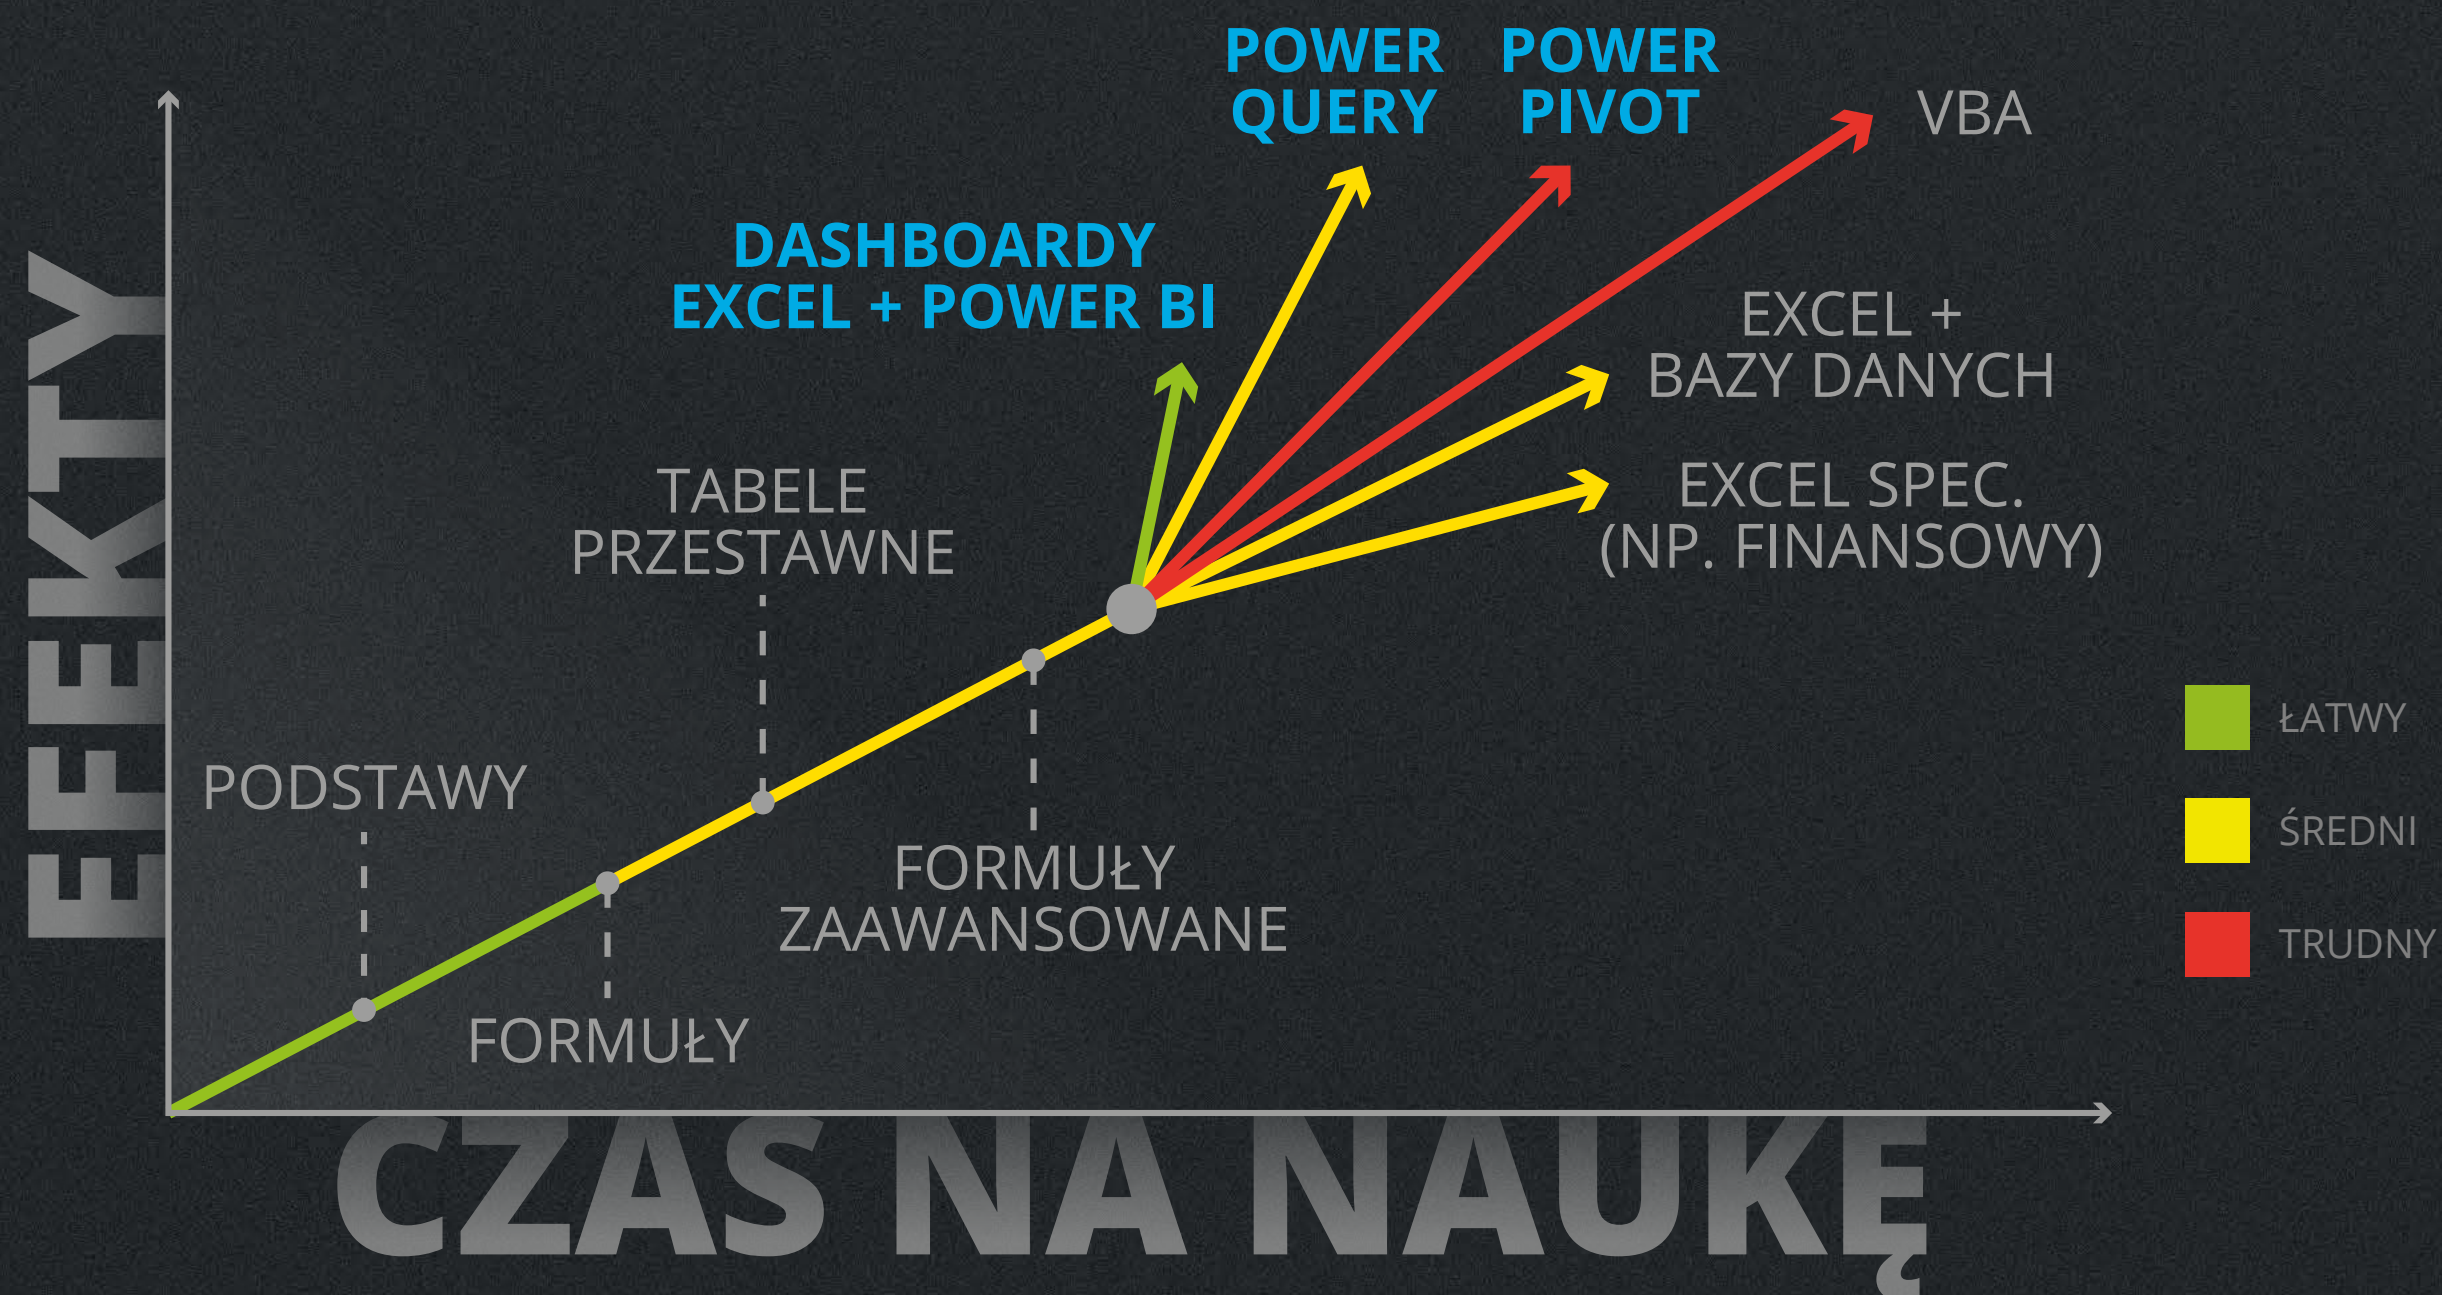 POWER
QUERY
POWER
PIVOT
VBA
DASHBOARDY
EXCEL + POWER BI
EXCEL +
BAZY DANYCH
EXCEL SPEC.
(NP. FINANSOWY)
TABELE
PRZESTAWNE
PODSTAWY
FORMUŁY
ZAAWANSOWANE
FORMUŁY
ŁATWY
ŚREDNI
TRUDNY
EFEKTY
CZAS NA NAUKĘ